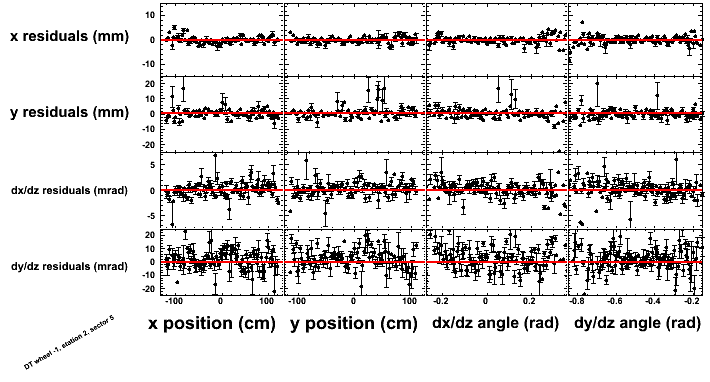 x residuals (mm)
10
0
-10
y residuals (mm)
20
10
0
-10
-20
dx/dz residuals (mrad)
5
0
-5
dy/dz residuals (mrad)
20
10
0
-10
-20
-100 0 100 -100 0 100 -0.2 0 0.2 -0.8 -0.6 -0.4 -0.2
x position (cm) y position (cm) dx/dz angle (rad) dy/dz angle (rad)
DT wheel -1, station 2, sector 5